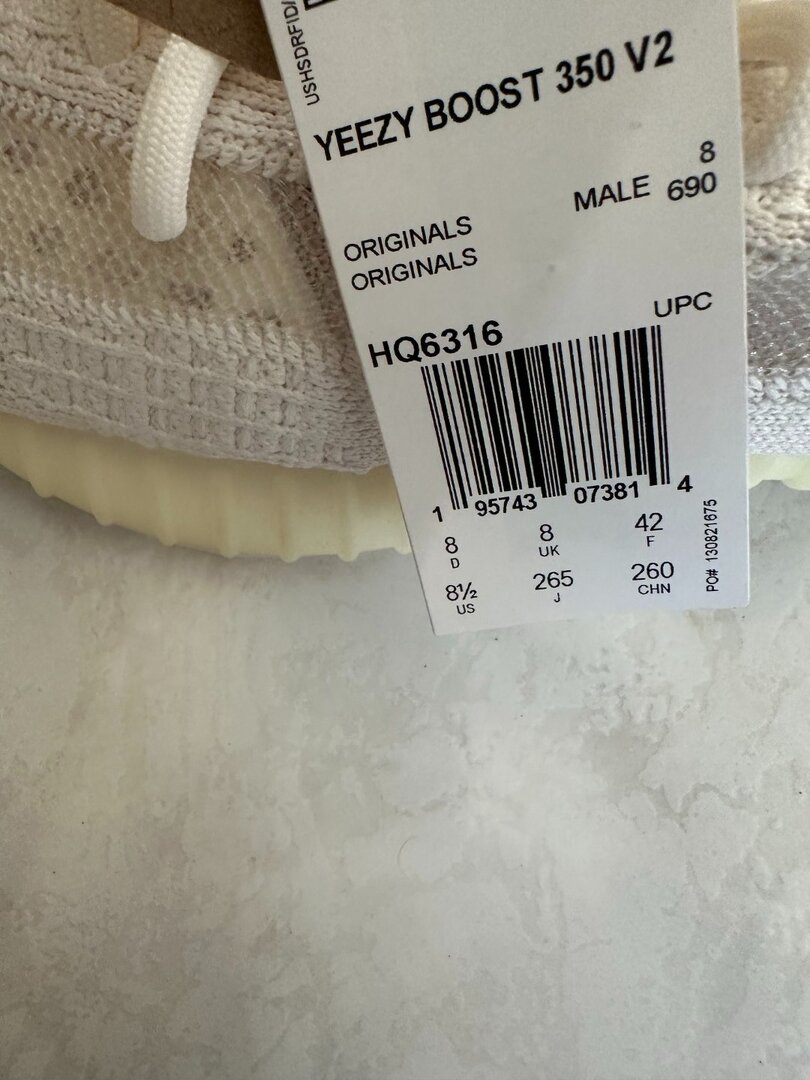 USHSDRFID/
YEEZY BOOST 350 V2
8
MALE 690
ORIGINALS
ORIGINALS
UPC
HQ6316
1 95743 07381 4
8 8 42
D UK F
8½ 265 260
US J CHN
PO# 130821675